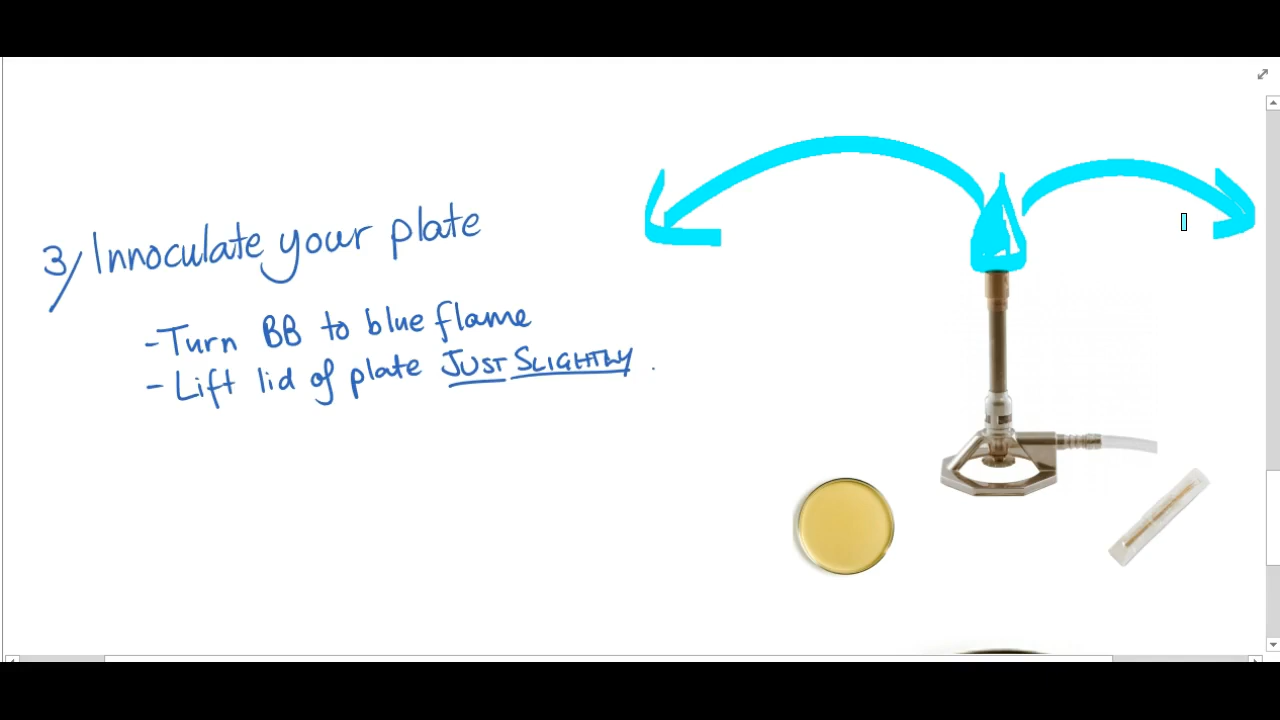 3/ Innoculate your plate
- Turn BB to blue flame
- Lift lid of plate JUST SLIGHTLY.